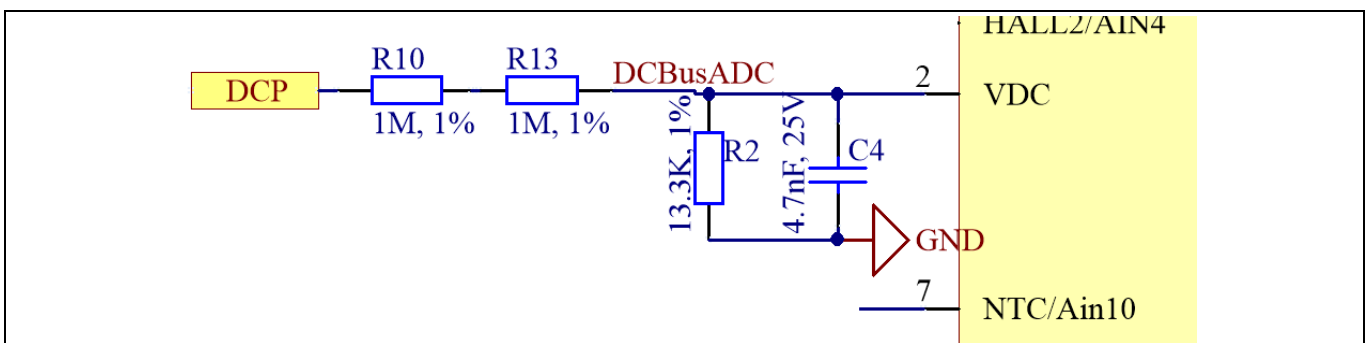 HALL2/AIN4
R10
R13
DCBusADC
2
DCP
VDC
1M, 1%
1M, 1%
13.3K, 1%
R2
4.7nF, 25V
C4
GND
7
NTC/Ain10